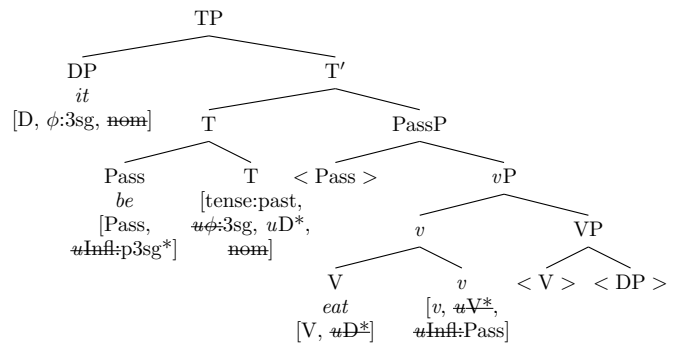 TP
DP T′
it
[D, ϕ:3sg, nom]
T PassP
Pass T < Pass > vP
be [tense:past,
[Pass, uϕ:3sg, uD*,
uInfl:p3sg*] nom]
v VP
V v < V > < DP >
eat [v, uV*,
[V, uD*] uInfl:Pass]